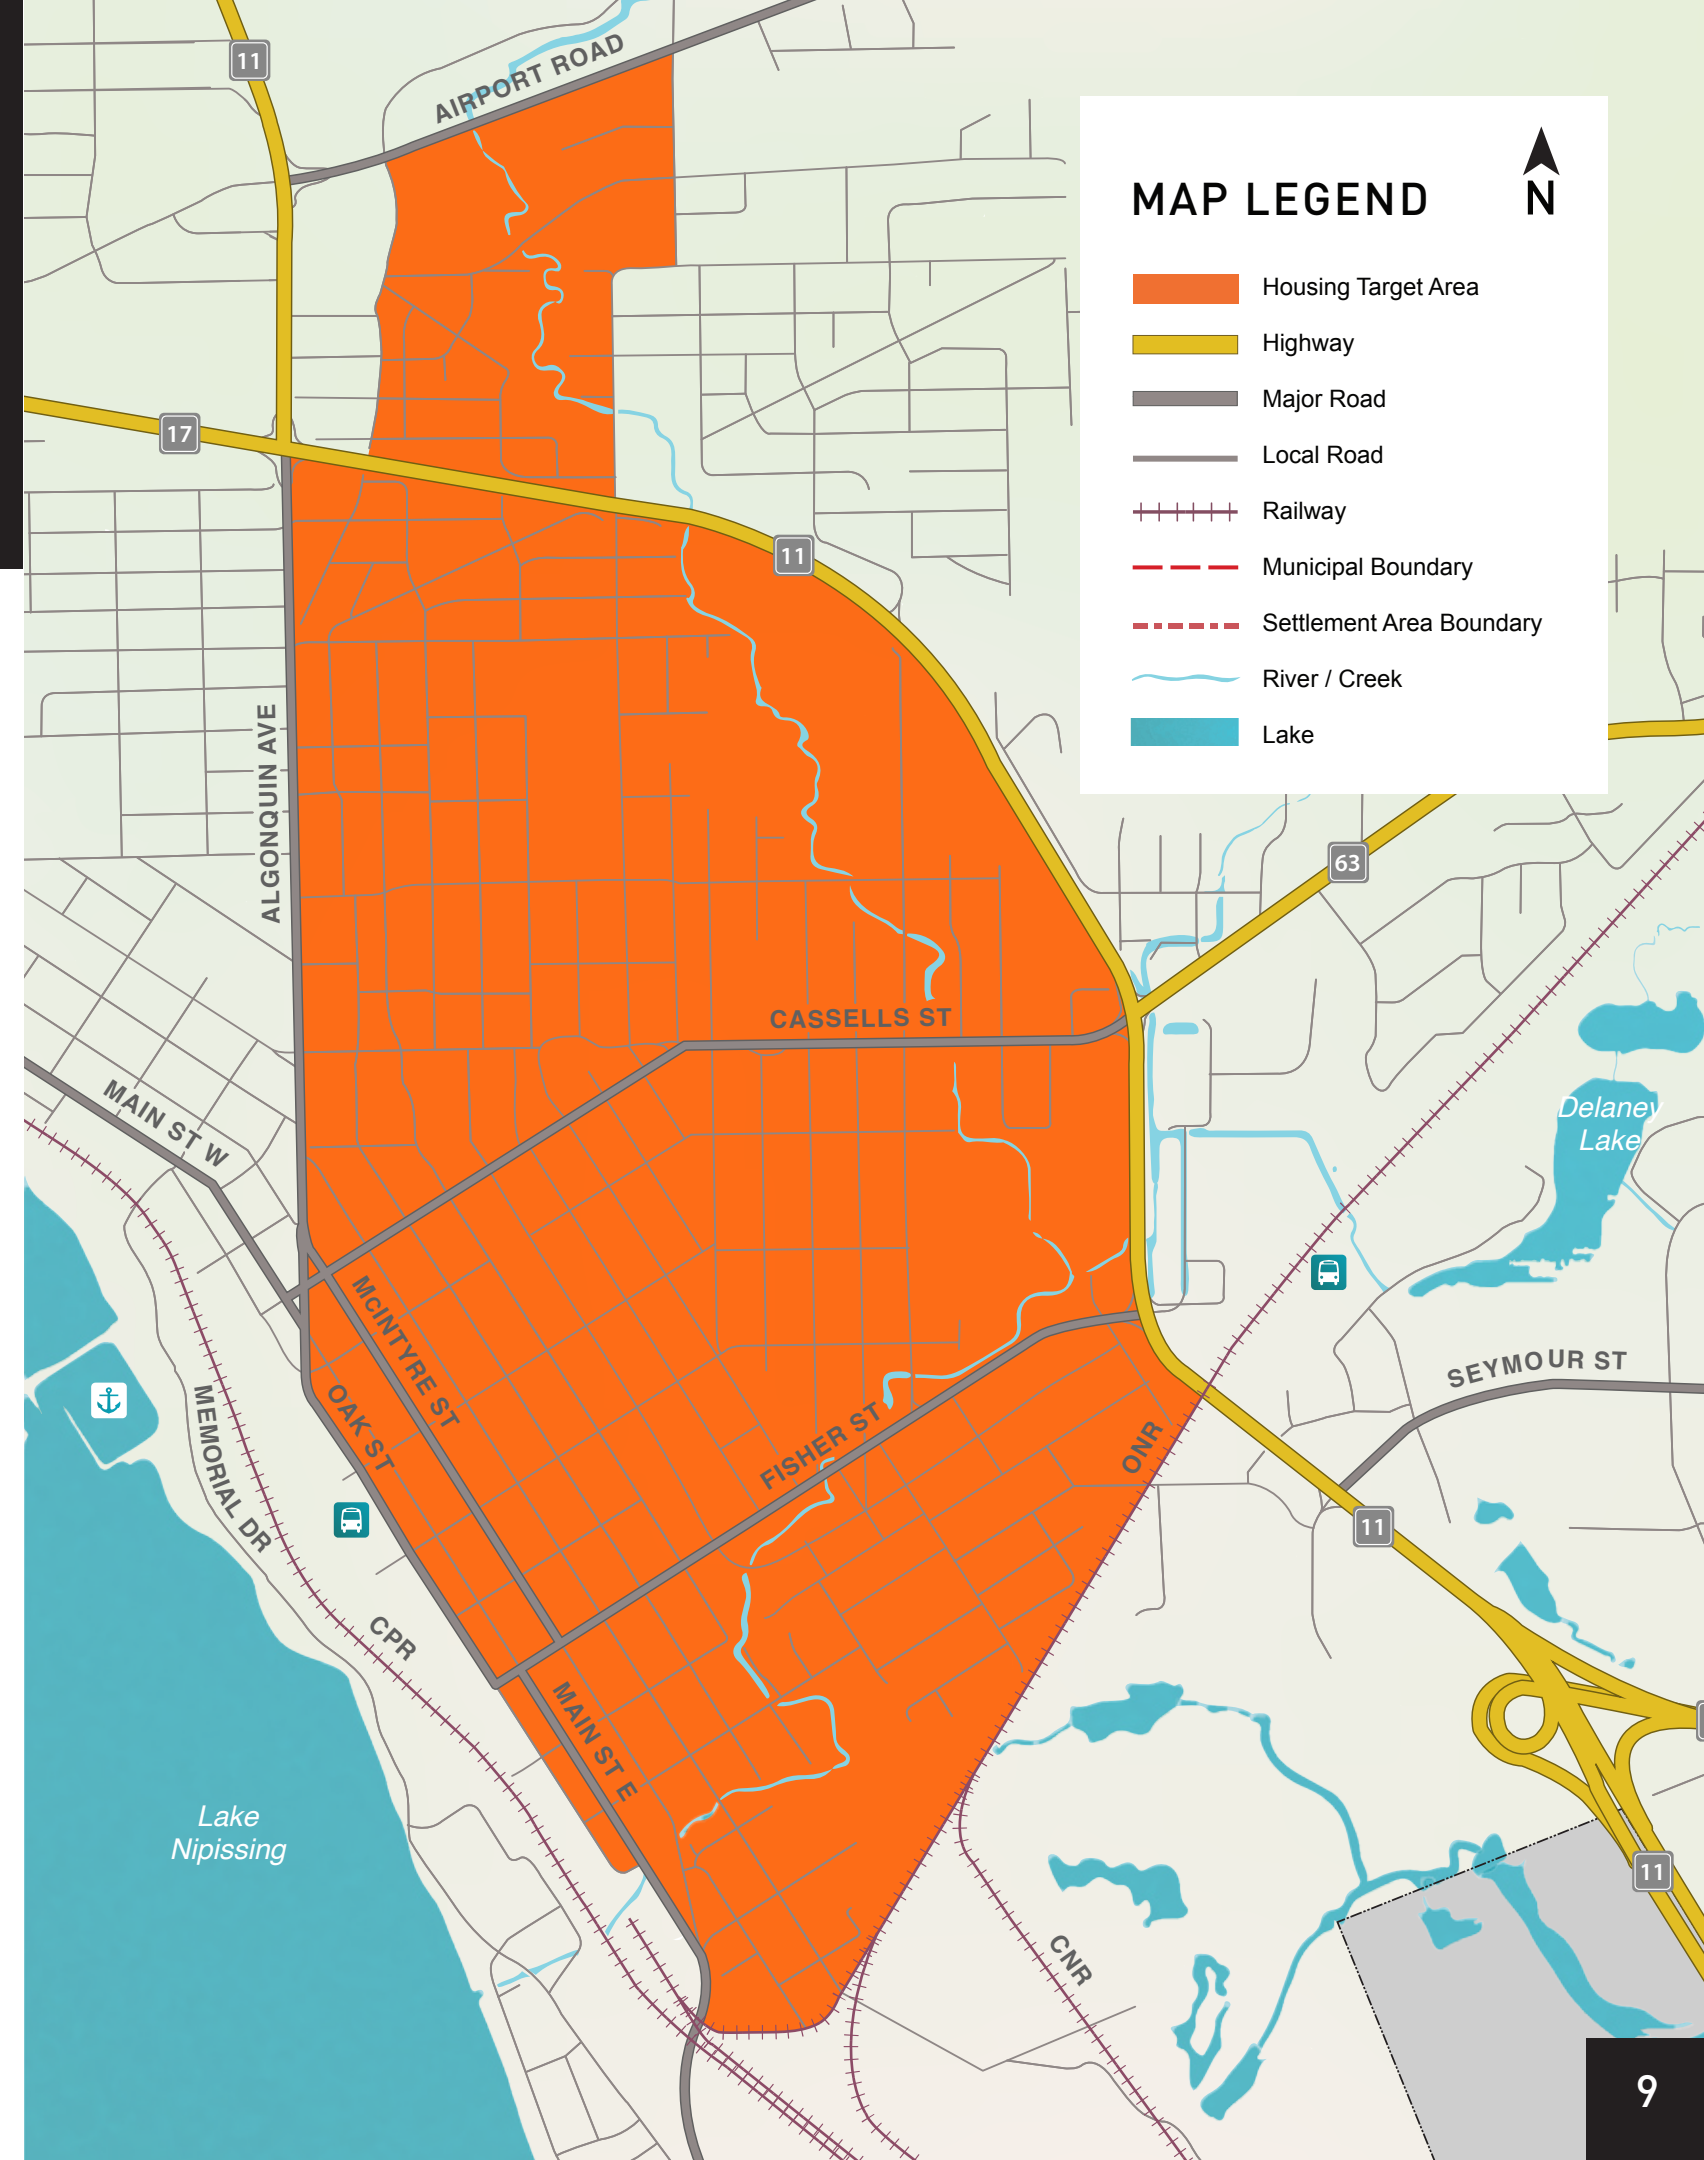 11
AIRPORT ROAD
MAP LEGEND
N
Housing Target Area
Highway
Major Road
Local Road
Railway
Municipal Boundary
Settlement Area Boundary
River / Creek
Lake
17
11
ALGONQUIN AVE
63
CASSELLS ST
MAIN ST W
Delaney
Lake
McINTYRE ST
OAK ST
MEMORIAL DR
FISHER ST
ONR
SEYMOUR ST
11
CPR
MAIN ST E
Lake
Nipissing
11
CNR
9